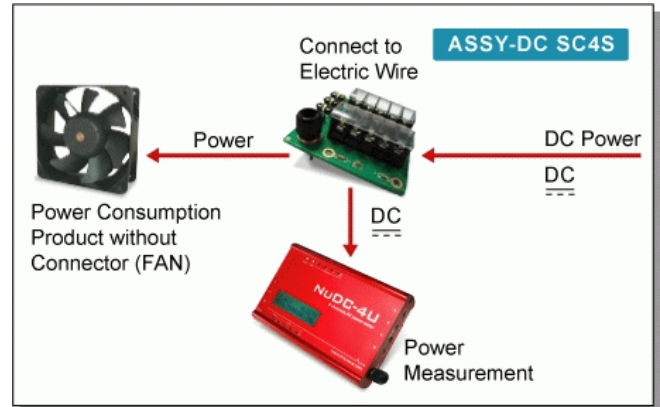 Connect to
Electric Wire
ASSY-DC SC4S
Power
DC Power
DC
Power Consumption
Product without
Connector (FAN)
DC
NuDC-4U
Power
Measurement